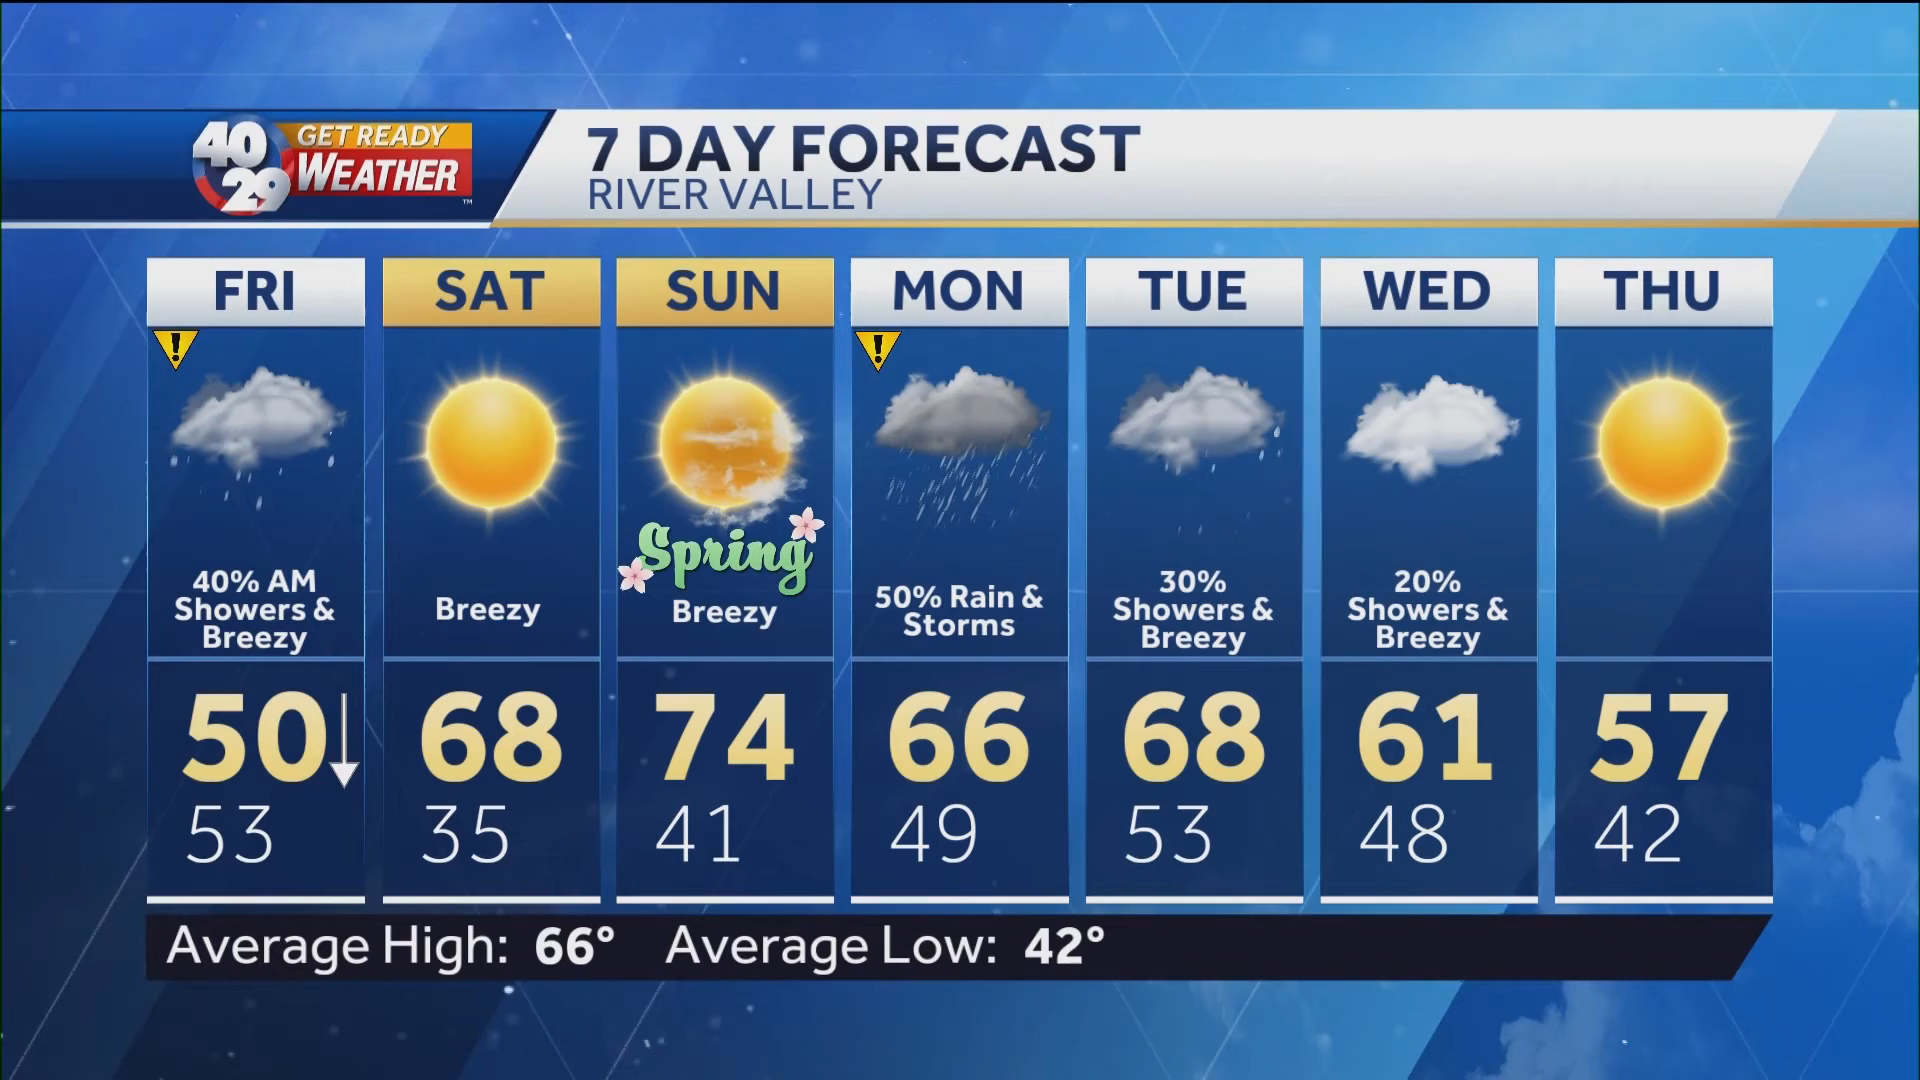 40
29
GET READY
WEATHER
™
7 DAY FORECAST
RIVER VALLEY
FRI
!
40% AM
Showers &
Breezy
50
53
SAT
Breezy
68
35
SUN
Spring
Breezy
74
41
MON
!
50% Rain &
Storms
66
49
TUE
30%
Showers &
Breezy
68
53
WED
20%
Showers &
Breezy
61
48
THU
57
42
Average High: 66° Average Low: 42°